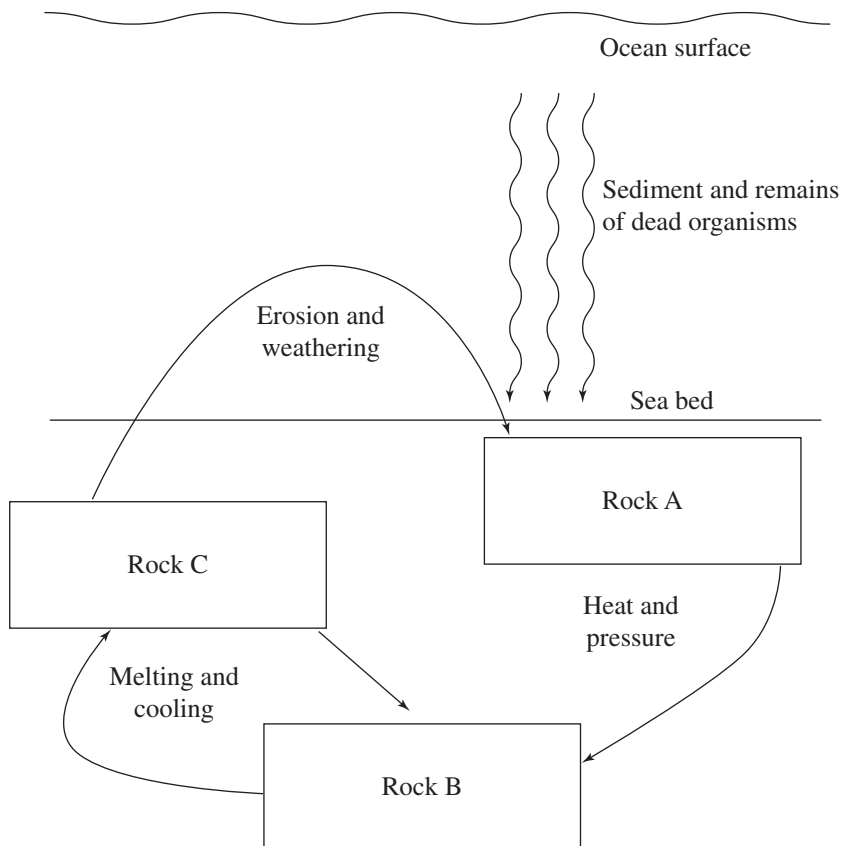 Ocean surface
Sediment and remains
of dead organisms
Erosion and
weathering
Sea bed
Rock A
Rock C
Heat and
pressure
Melting and
cooling
Rock B